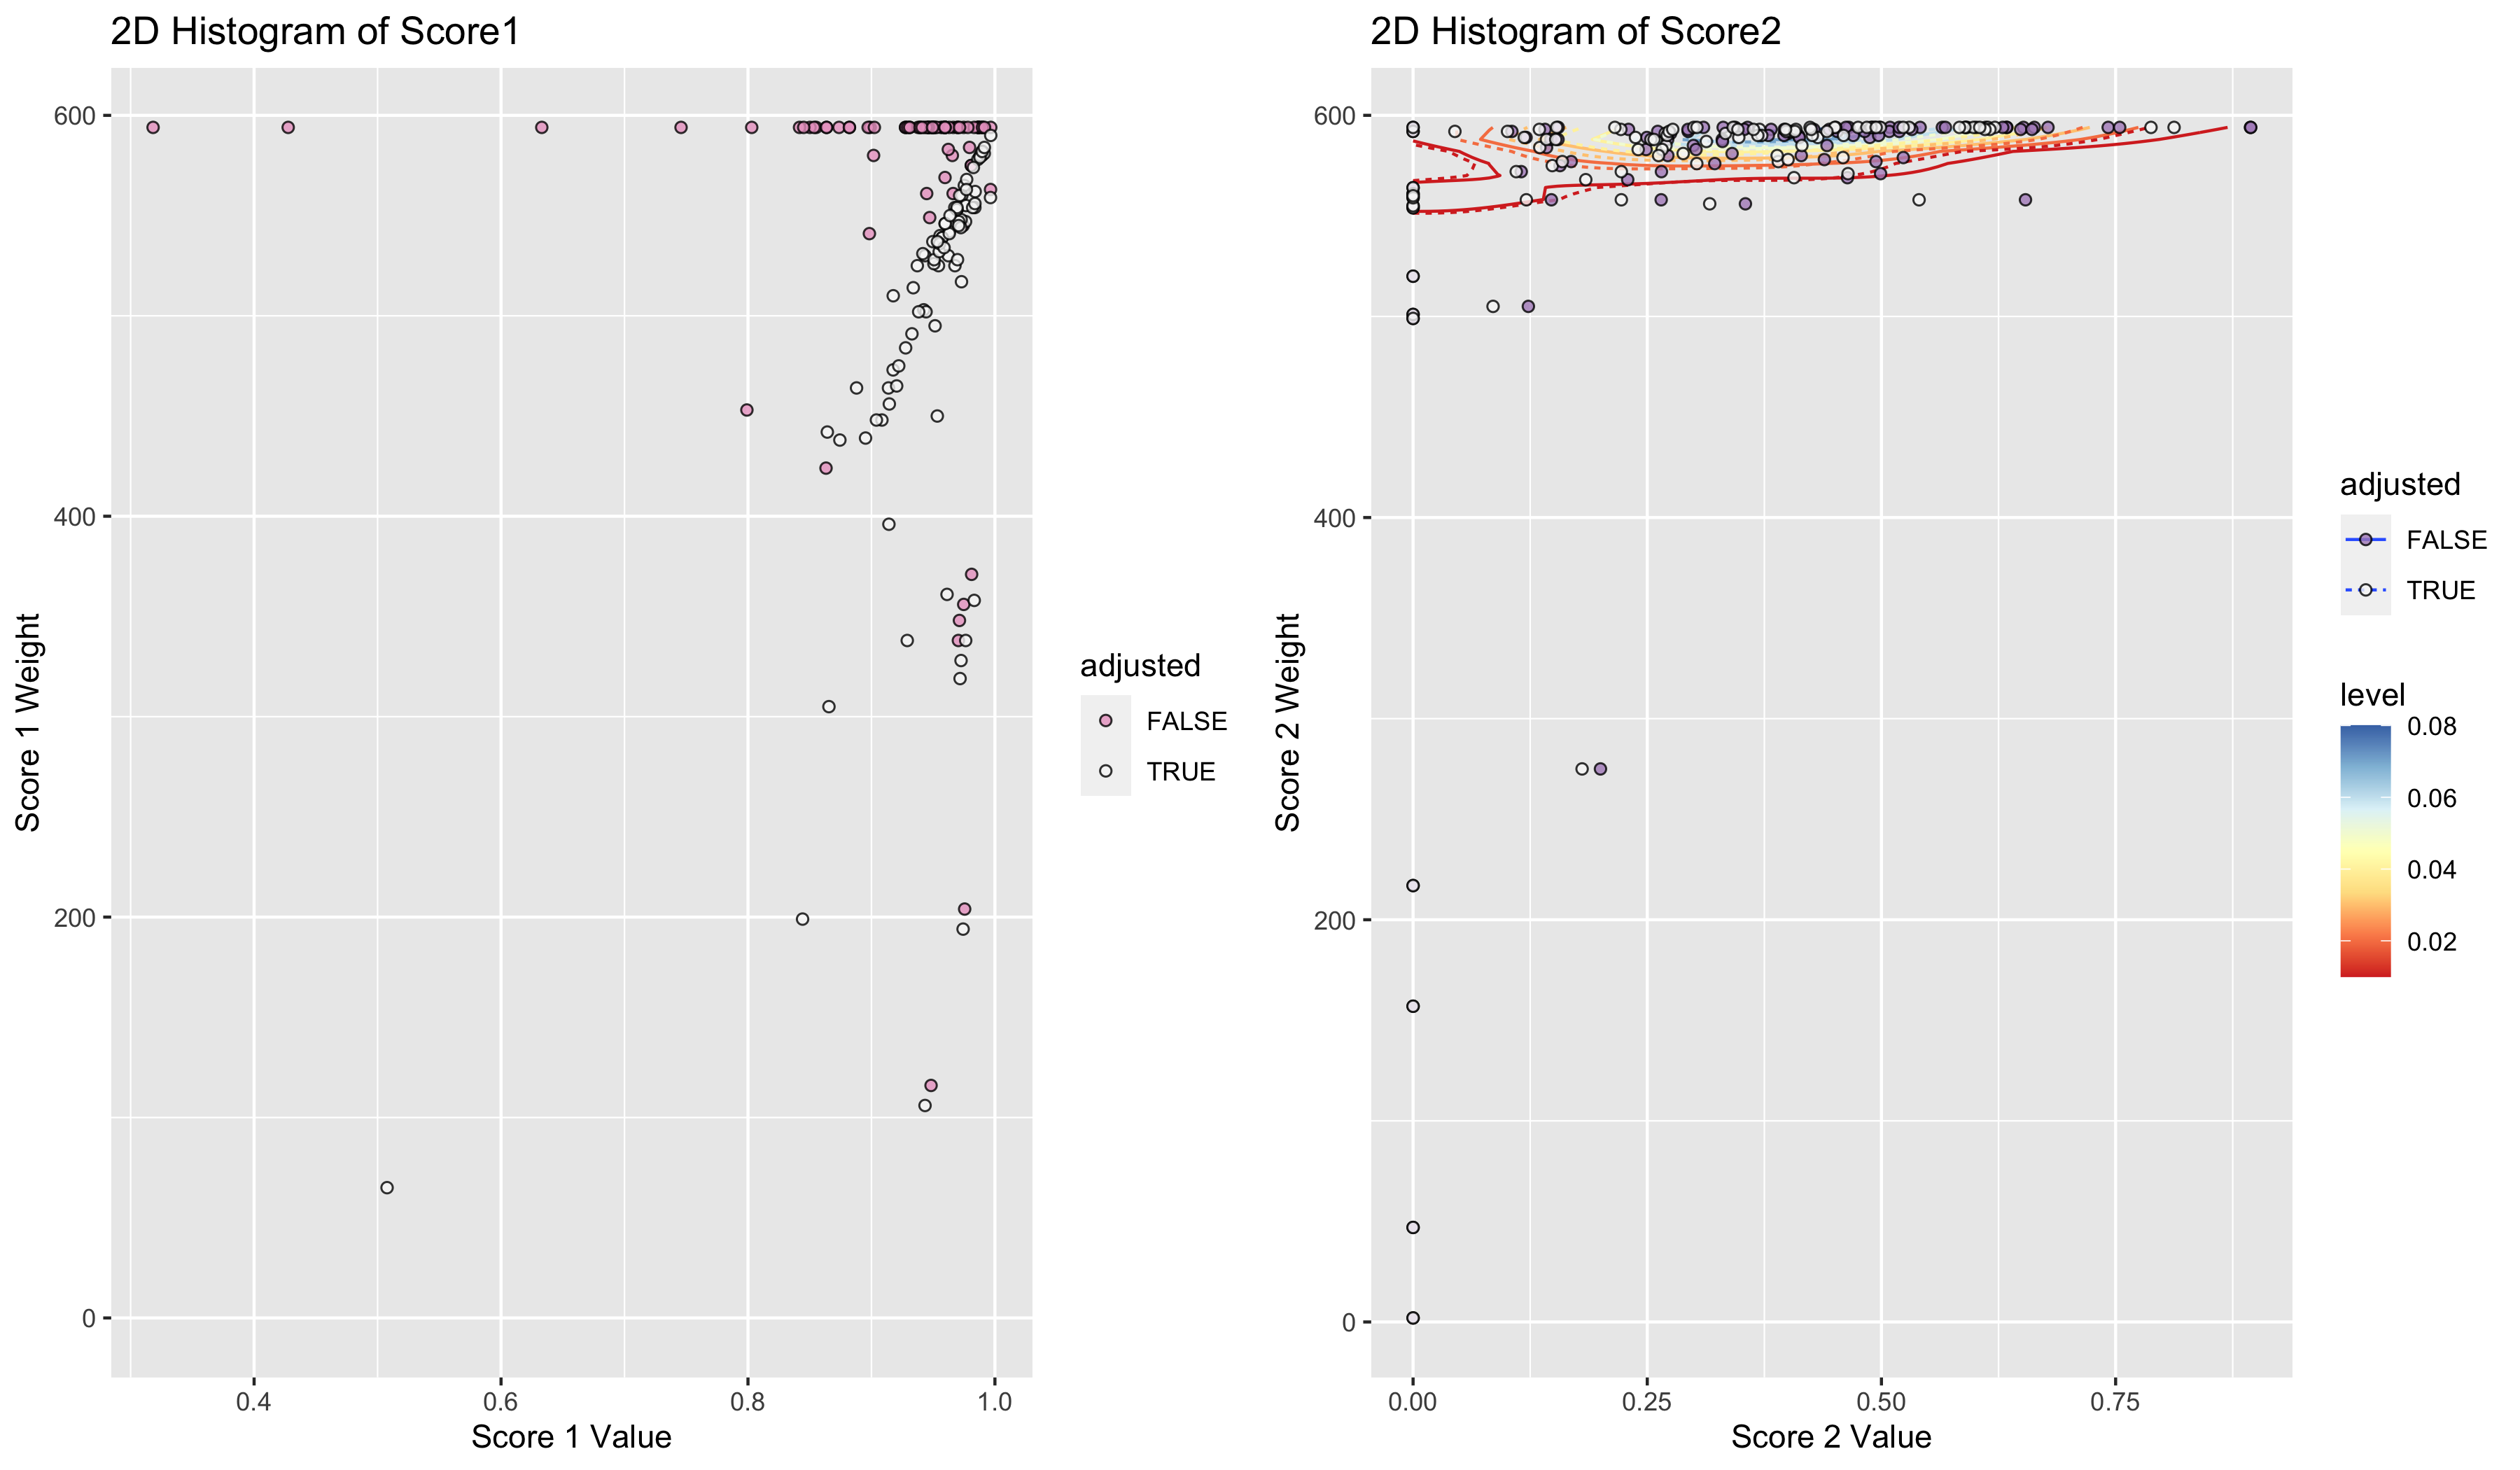 2D Histogram of Score1
600
400
200
0
Score 1 Weight
0.4 0.6 0.8 1.0
Score 1 Value
adjusted
FALSE
TRUE
2D Histogram of Score2
600
400
200
0
Score 2 Weight
0.00 0.25 0.50 0.75
Score 2 Value
adjusted
FALSE
TRUE
level
0.08
0.06
0.04
0.02